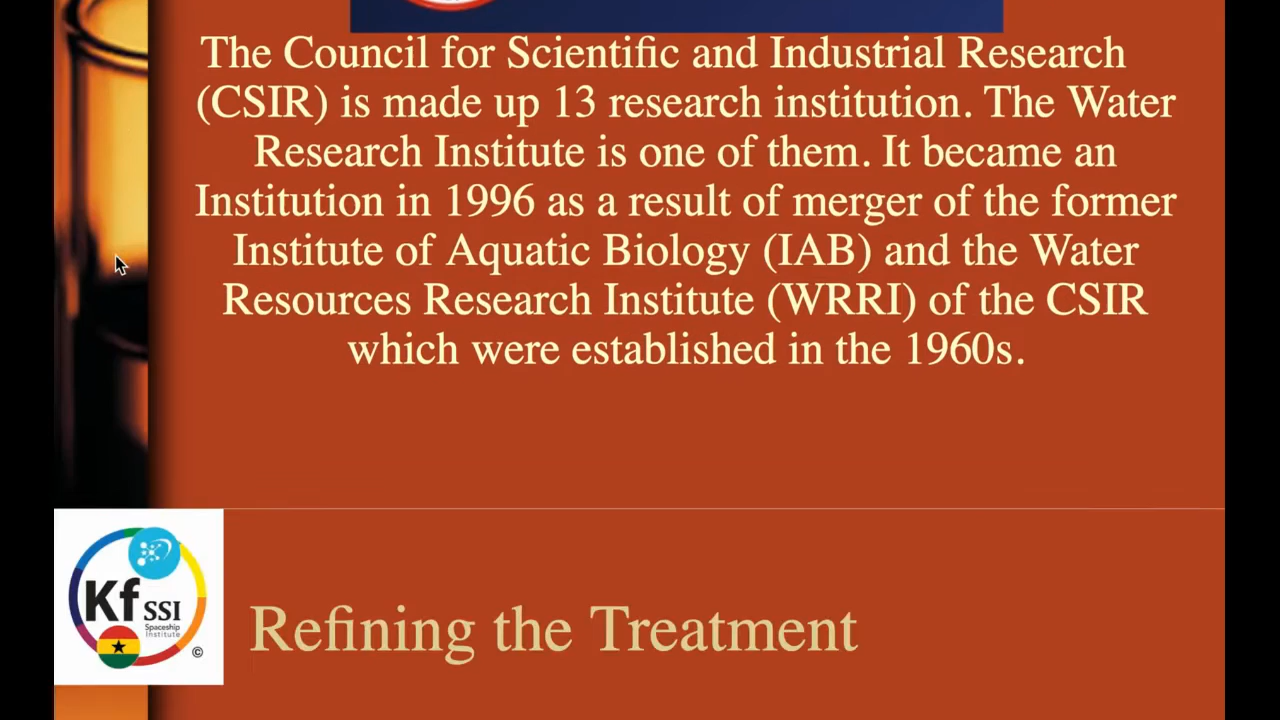 The Council for Scientific and Industrial Research
(CSIR) is made up 13 research institution. The Water
Research Institute is one of them. It became an
Institution in 1996 as a result of merger of the former
Institute of Aquatic Biology (IAB) and the Water
Resources Research Institute (WRRI) of the CSIR
which were established in the 1960s.
Kf SSI
Spaceship
Institute
©
Refining the Treatment